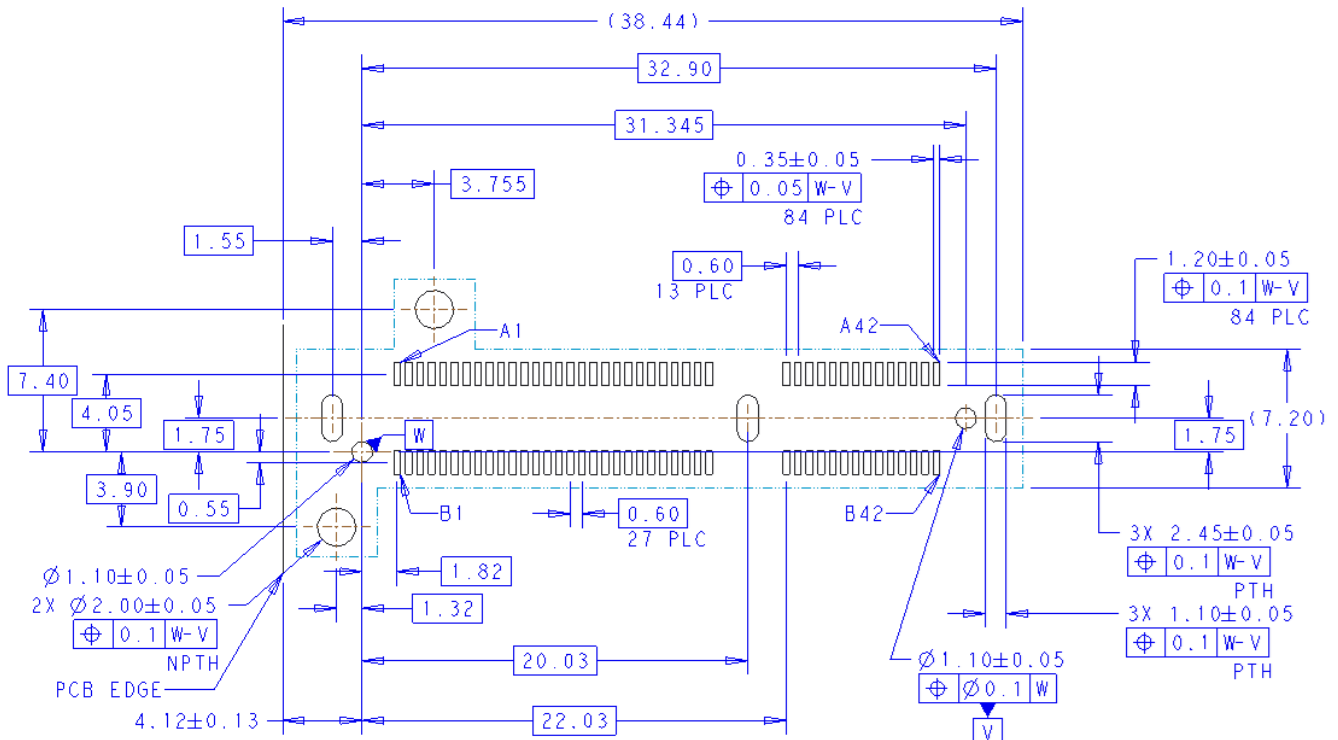 (38.44)
32.90
31.345
0.35±0.05
⌖ 0.05 W-V
84 PLC
3.755
1.55
0.60
13 PLC
1.20±0.05
⌖ 0.1 W-V
84 PLC
A1
A42
7.40
4.05
1.75
W
(7.20)
1.75
3.90
0.55
B1
0.60
27 PLC
B42
3X 2.45±0.05
⌖ 0.1 W-V
PTH
Ø1.10±0.05
1.82
2X Ø2.00±0.05
⌖ 0.1 W-V
NPTH
1.32
3X 1.10±0.05
⌖ 0.1 W-V
PTH
20.03
Ø1.10±0.05
⌖ Ø0.1 W
PCB EDGE
4.12±0.13
22.03
V